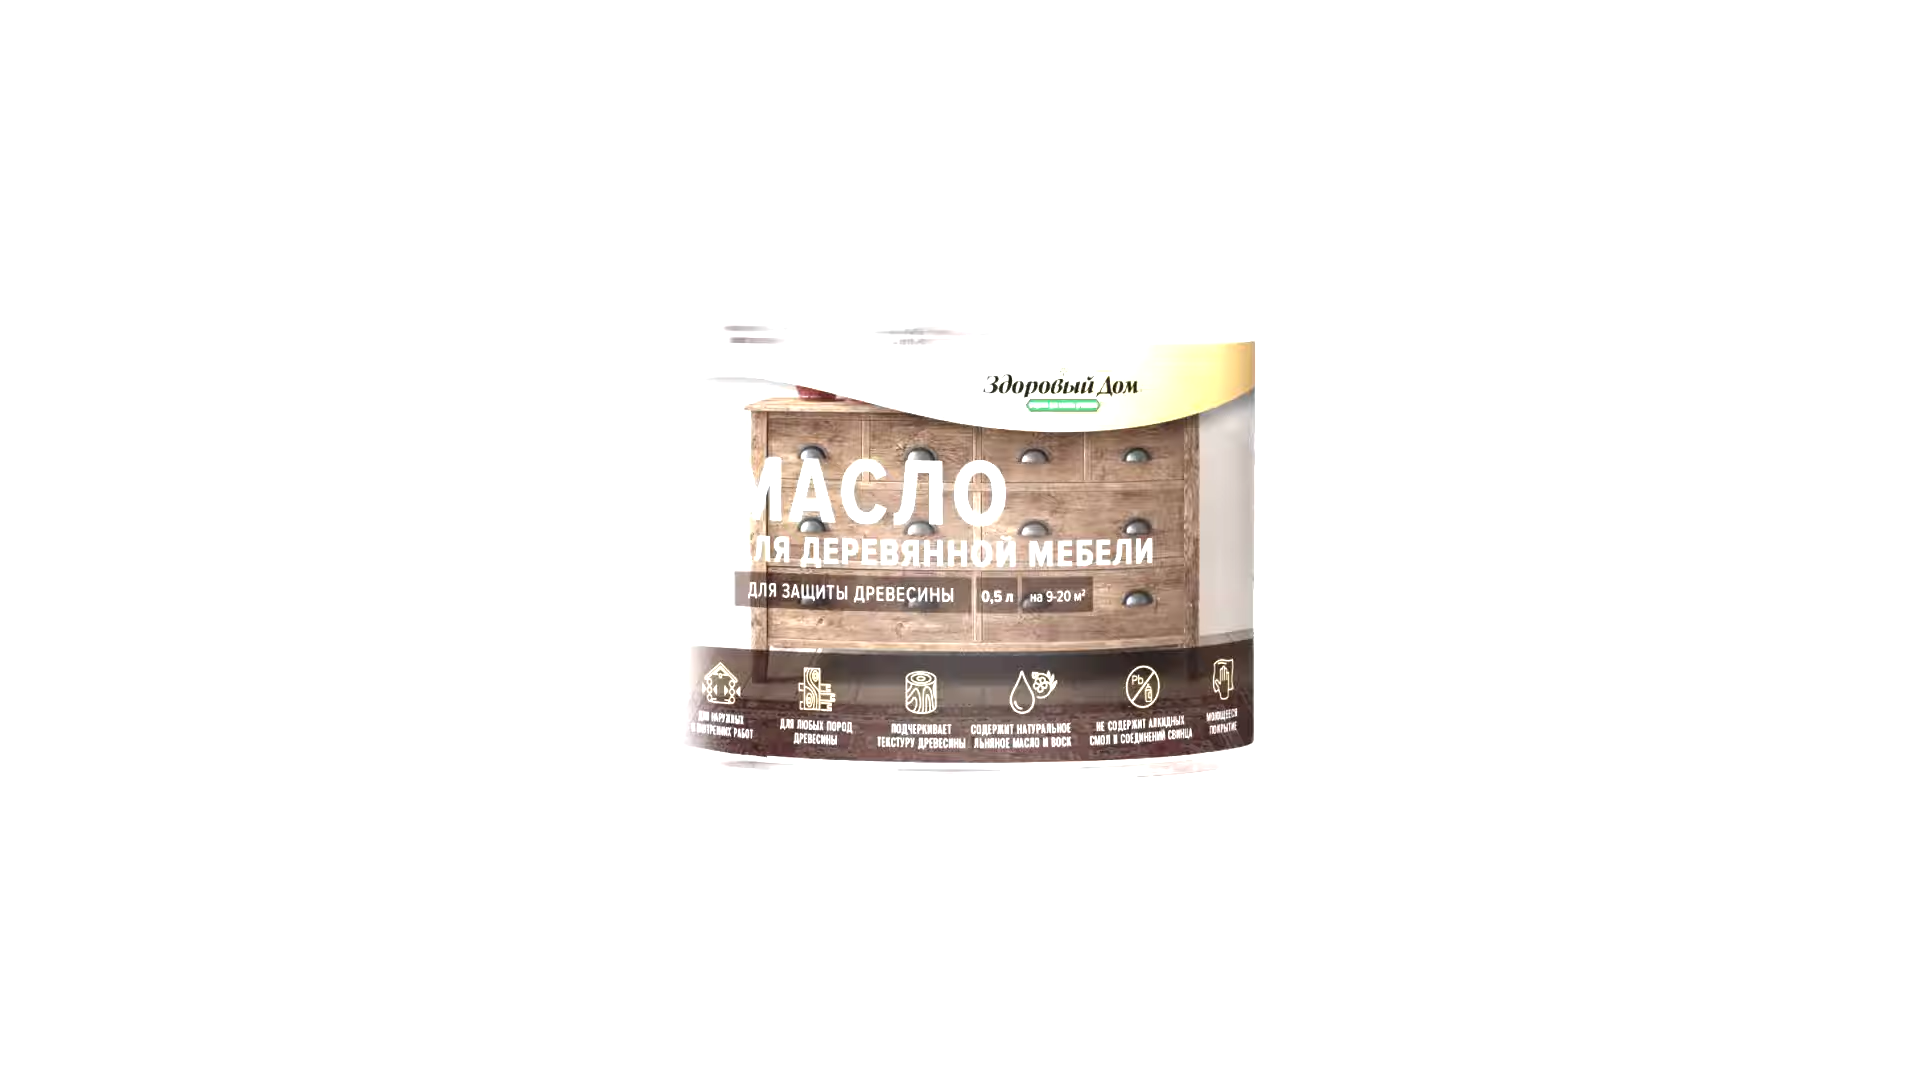 Здоровый Дом
МАСЛО
ДЛЯ ДЕРЕВЯННОЙ МЕБЕЛИ
ДЛЯ ЗАЩИТЫ ДРЕВЕСИНЫ 0,5 л на 9-20 м²
ДЛЯ НАРУЖНЫХ
И ВНУТРЕННИХ РАБОТ
ДЛЯ ЛЮБЫХ ПОРОД
ДРЕВЕСИНЫ
ПОДЧЕРКИВАЕТ
ТЕКСТУРУ ДРЕВЕСИНЫ
СОДЕРЖИТ НАТУРАЛЬНОЕ
ЛЬНЯНОЕ МАСЛО И ВОСК
Pb
НЕ СОДЕРЖИТ АЛКИДНЫХ
СМОЛ И СОЕДИНЕНИЙ СВИНЦА
МОЮЩЕЕСЯ
ПОКРЫТИЕ